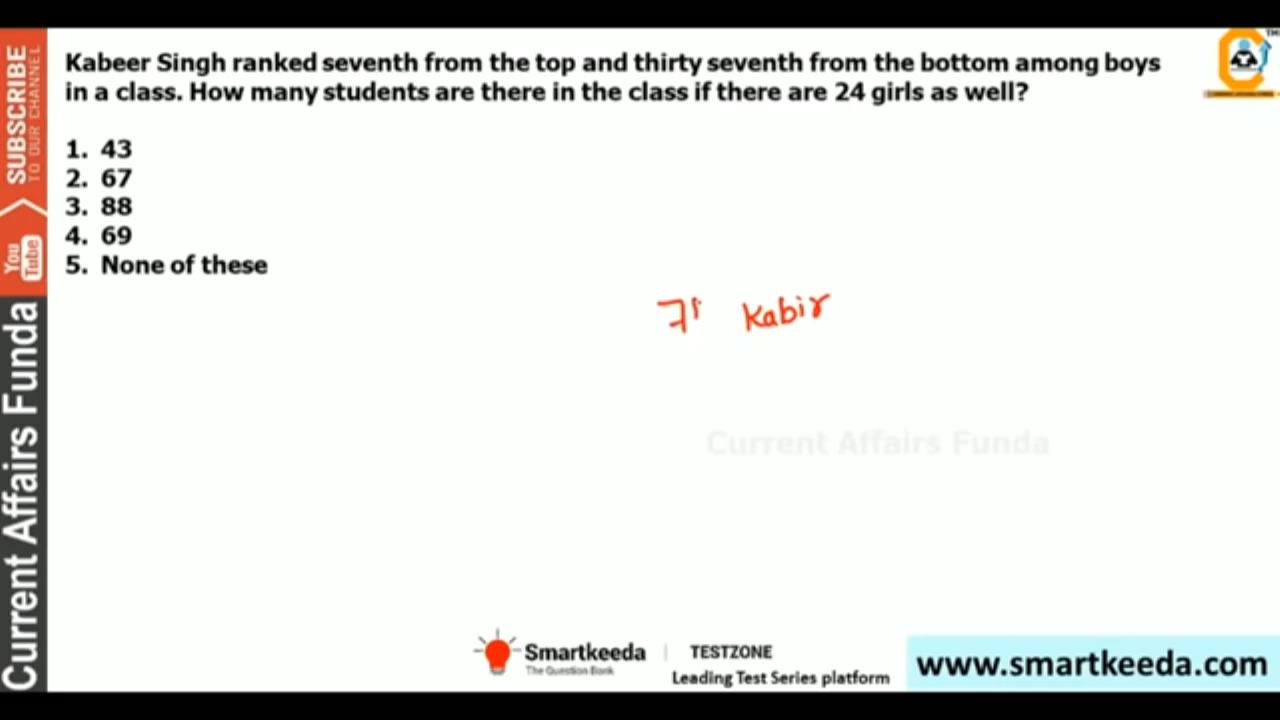 SUBSCRIBE
TO OUR CHANNEL
You
Tube
Current Affairs Funda
Kabeer Singh ranked seventh from the top and thirty seventh from the bottom among boys
in a class. How many students are there in the class if there are 24 girls as well?
1. 43
2. 67
3. 88
4. 69
5. None of these
TM
Kabir
Current Affairs Funda
Smartkeeda
The Question Bank
TESTZONE
Leading Test Series platform
www.smartkeeda.com